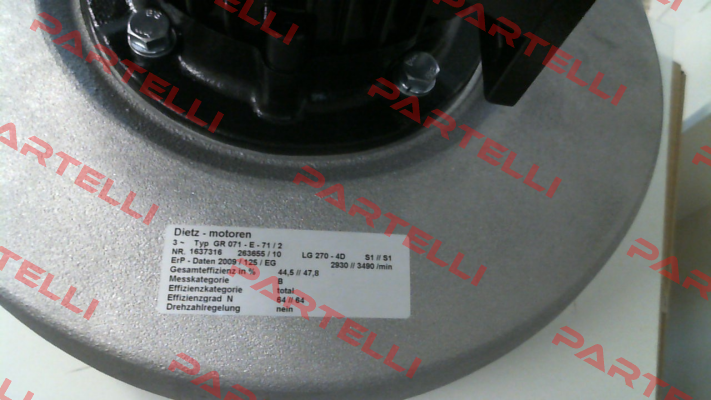 Dietz - motoren
3 ~ Typ GR 071 - E - 71 / 2
NR. 1637316 263655 / 10 LG 270 - 4D S1 // S1
ErP - Daten 2009 / 125 / EG 2930 // 3490 /min
Gesamteffizienz in % 44,5 // 47,8
Messkategorie B
Effizienzkategorie total
Effizienzgrad N 64 // 64
Drehzahlregelung nein
PARTELLI
PARTELLI
PARTELLI
PARTELLI
PARTELLI
PARTELLI
PARTELLI
PARTELLI